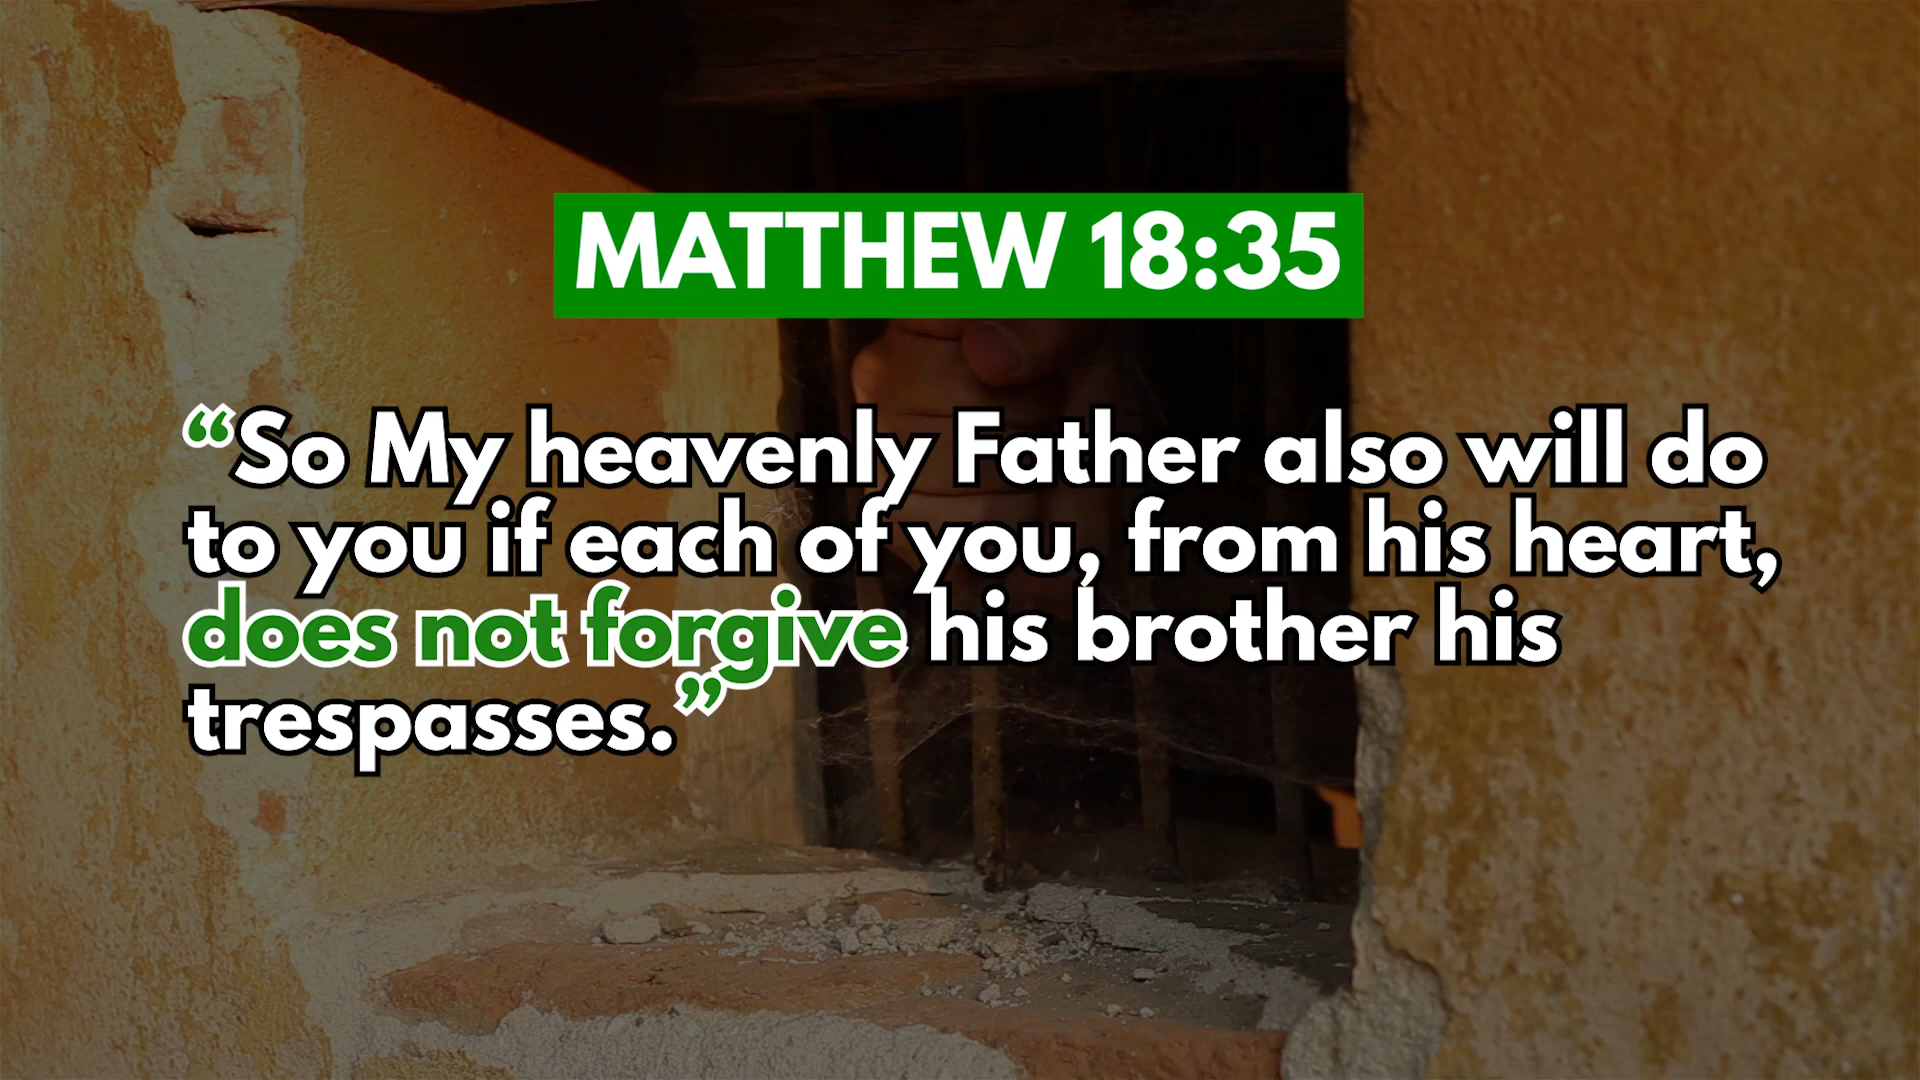 MATTHEW 18:35
“So My heavenly Father also will do
to you if each of you, from his heart,
does not forgive his brother his
trespasses.”